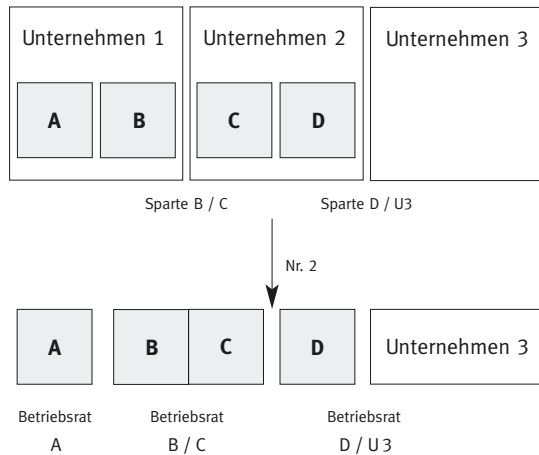 Unternehmen 1 Unternehmen 2 Unternehmen 3
A B C D
Sparte B / C Sparte D / U3
Nr. 2
A B C D Unternehmen 3
Betriebsrat Betriebsrat Betriebsrat
A B / C D / U 3